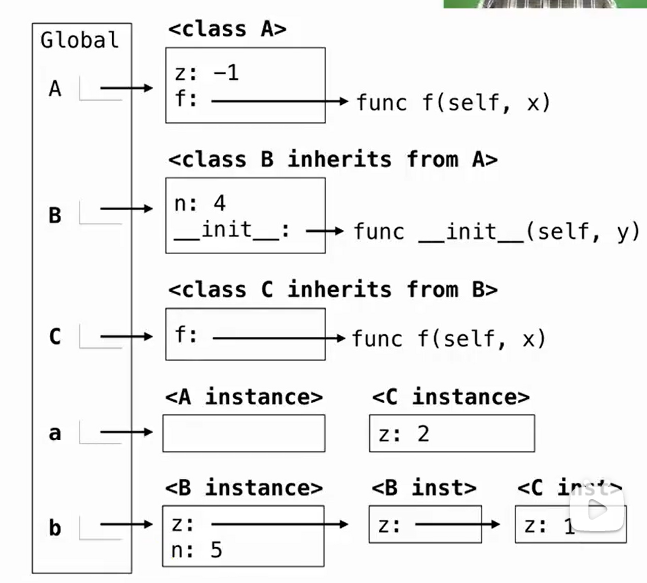 Global
<class A>
A
z: −1
f:
func f(self, x)
<class B inherits from A>
B
n: 4
__init__:
func __init__(self, y)
<class C inherits from B>
C
f:
func f(self, x)
<A instance>
<C instance>
a
z: 2
<B instance>
<B inst>
<C inst>
b
z:
n: 5
z:
z: 1